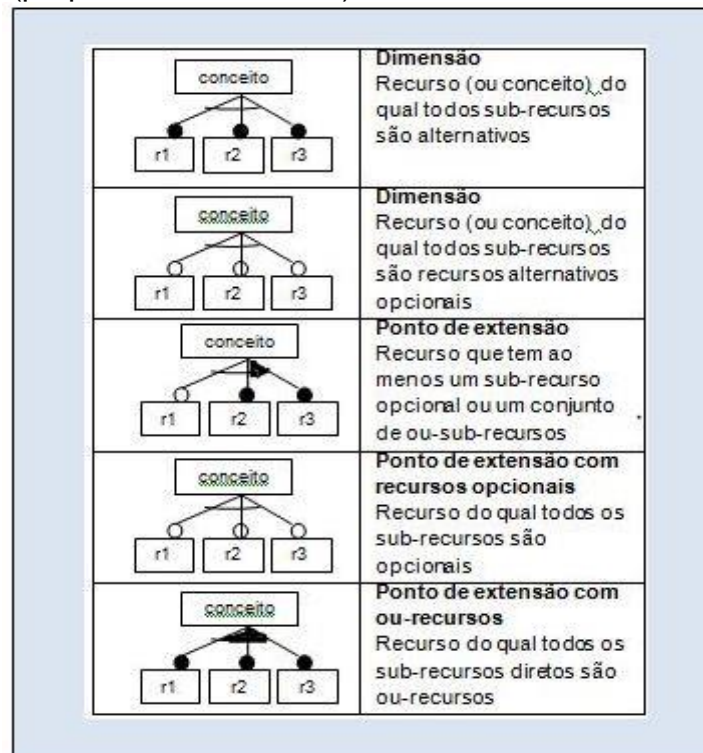 conceito
r1 r2 r3
Dimensão
Recurso (ou conceito), do
qual todos sub-recursos
são alternativos
conceito
r1 r2 r3
Dimensão
Recurso (ou conceito), do
qual todos sub-recursos
são recursos alternativos
opcionais
conceito
r1 r2 r3
Ponto de extensão
Recurso que tem ao
menos um sub-recurso
opcional ou um conjunto
de ou-sub-recursos
conceito
r1 r2 r3
Ponto de extensão com
recursos opcionais
Recurso do qual todos os
sub-recursos são
opcionais
conceito
r1 r2 r3
Ponto de extensão com
ou-recursos
Recurso do qual todos os
sub-recursos diretos são
ou-recursos